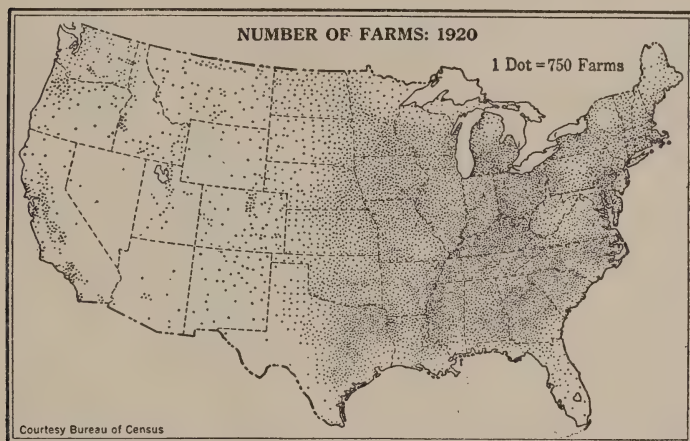 NUMBER OF FARMS: 1920
1 Dot = 750 Farms
Courtesy Bureau of Census